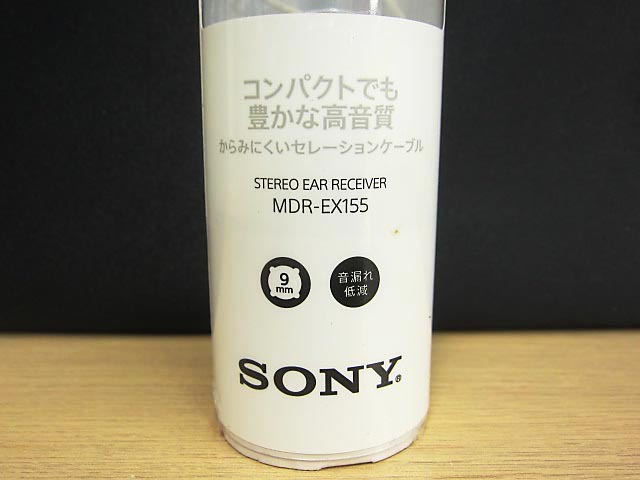 コンパクトでも
豊かな高音質
からみにくいセレーションケーブル
STEREO EAR RECEIVER
MDR-EX155
9
mm
音漏れ
低減
SONY®